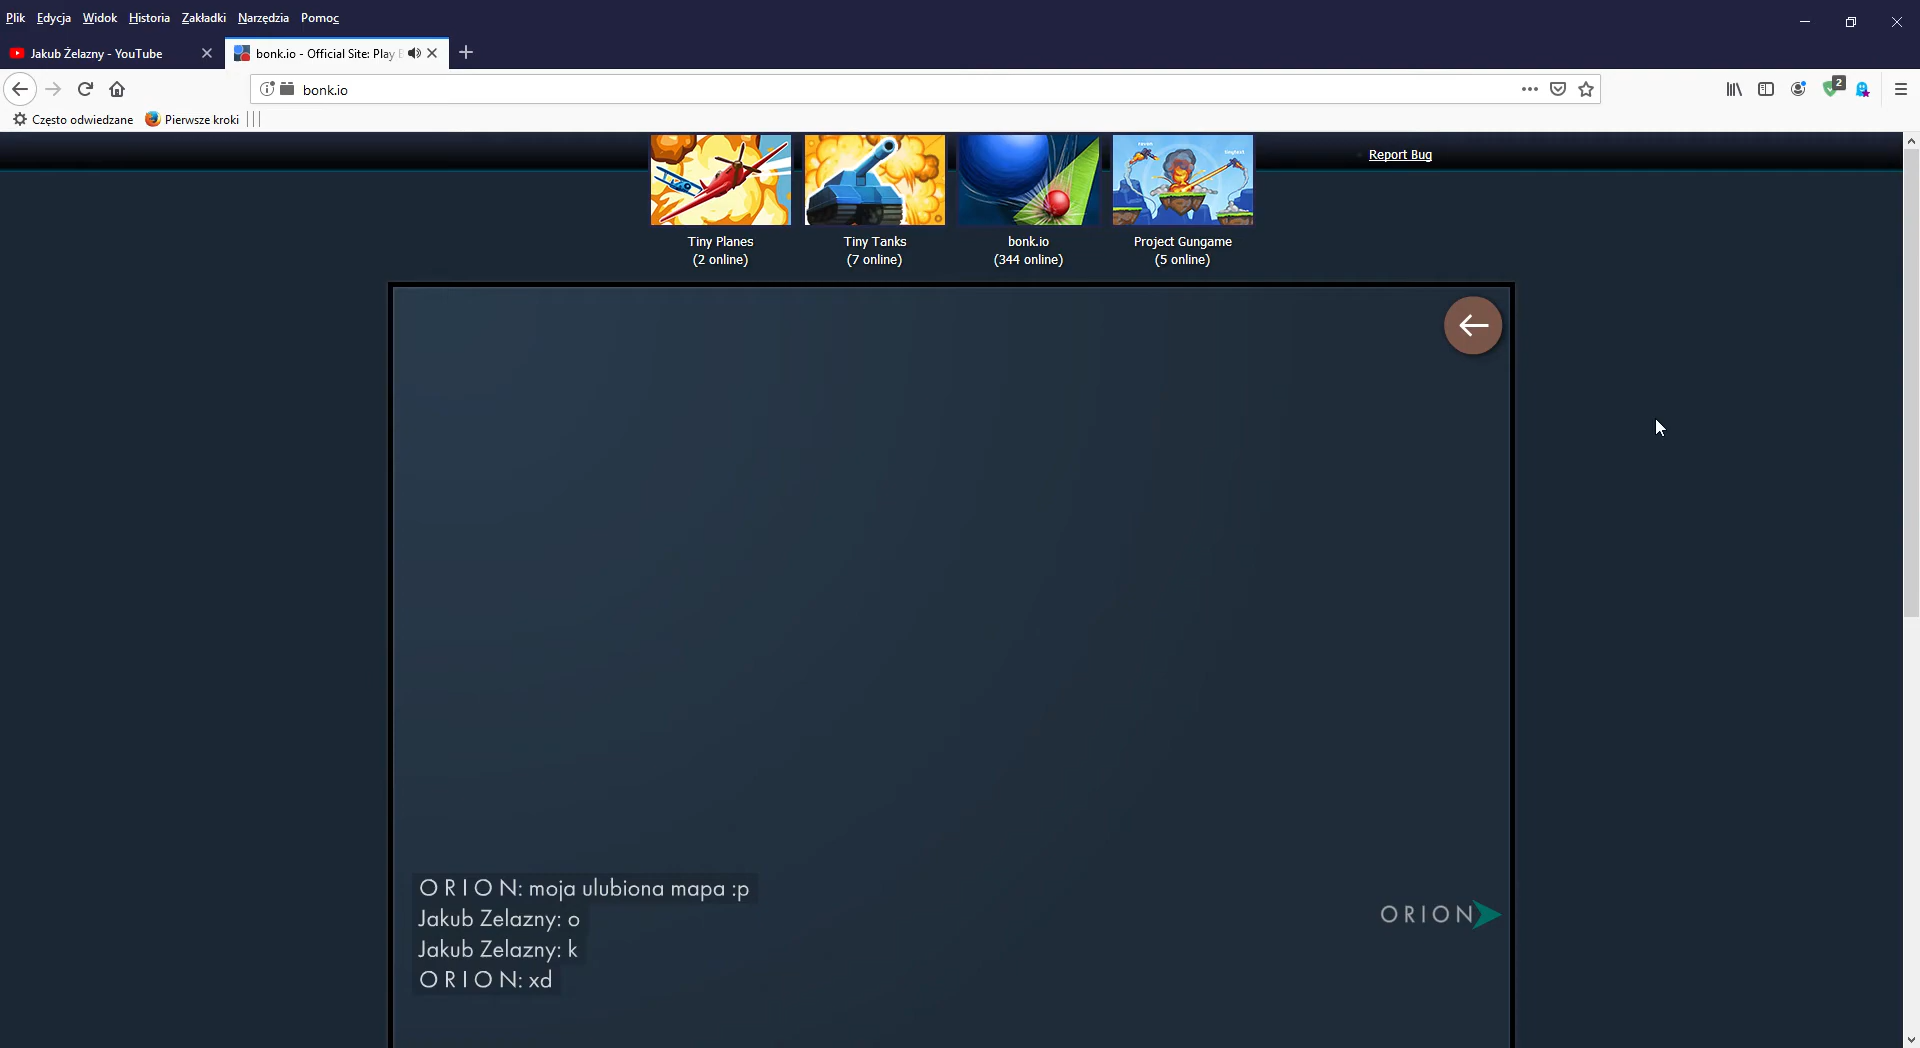 Plik Edycja Widok Historia Zakładki Narzędzia Pomoc
Jakub Żelazny - YouTube
bonk.io - Official Site: Play
bonk.io
2
Często odwiedzane Pierwsze kroki
Report Bug
Tiny Planes
(2 online)
Tiny Tanks
(7 online)
bonk.io
(344 online)
Project Gungame
(5 online)
O R I O N: moja ulubiona mapa :p
Jakub Zelazny: o
Jakub Zelazny: k
O R I O N: xd
O R I O N